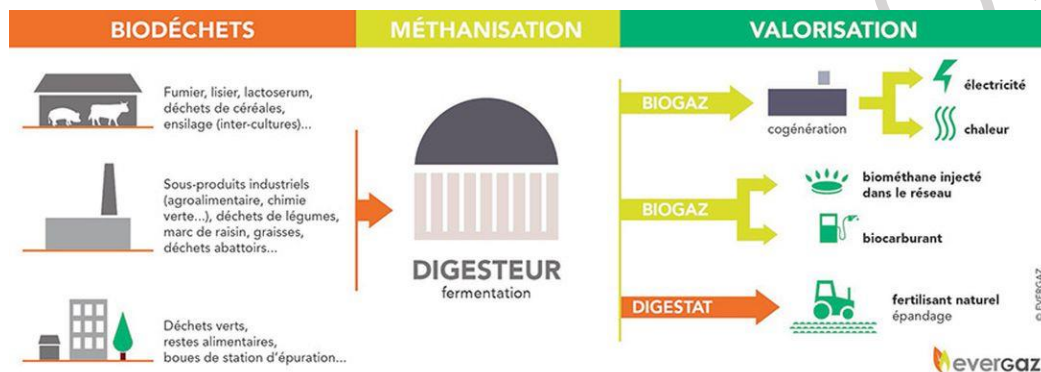 BIODÉCHETS
MÉTHANISATION
VALORISATION
Fumier, lisier, lactoserum,
déchets de céréales,
ensilage (inter-cultures)...
Sous-produits industriels
(agroalimentaire, chimie
verte...), déchets de légumes,
marc de raisin, graisses,
déchets abattoirs...
Déchets verts,
restes alimentaires,
boues de station d'épuration...
DIGESTEUR
fermentation
BIOGAZ
cogénération
électricité
chaleur
BIOGAZ
biométhane injecté
dans le réseau
biocarburant
DIGESTAT
fertilisant naturel
épandage
© EVERGAZ
evergaz